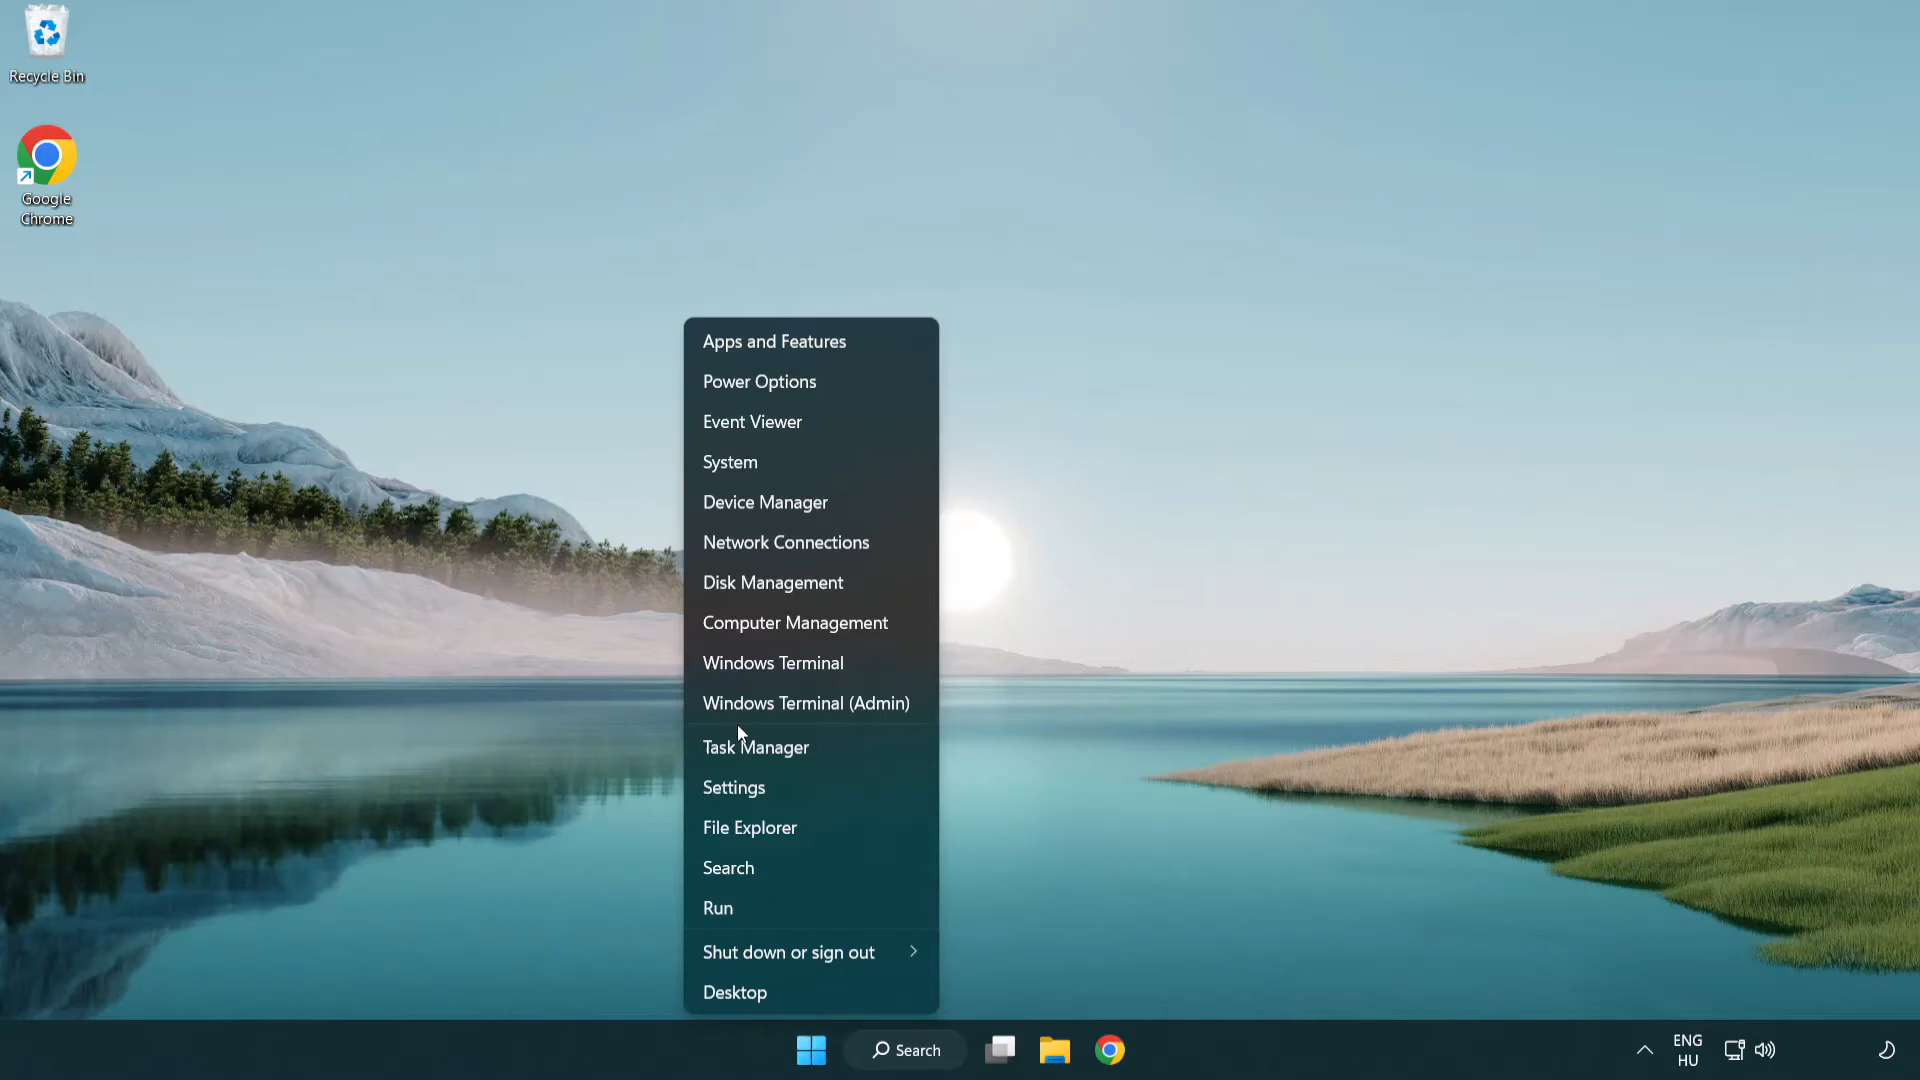 Recycle Bin
Google
Chrome
Apps and Features
Power Options
Event Viewer
System
Device Manager
Network Connections
Disk Management
Computer Management
Windows Terminal
Windows Terminal (Admin)
Task Manager
Settings
File Explorer
Search
Run
Shut down or sign out
Desktop
Search
ENG
HU